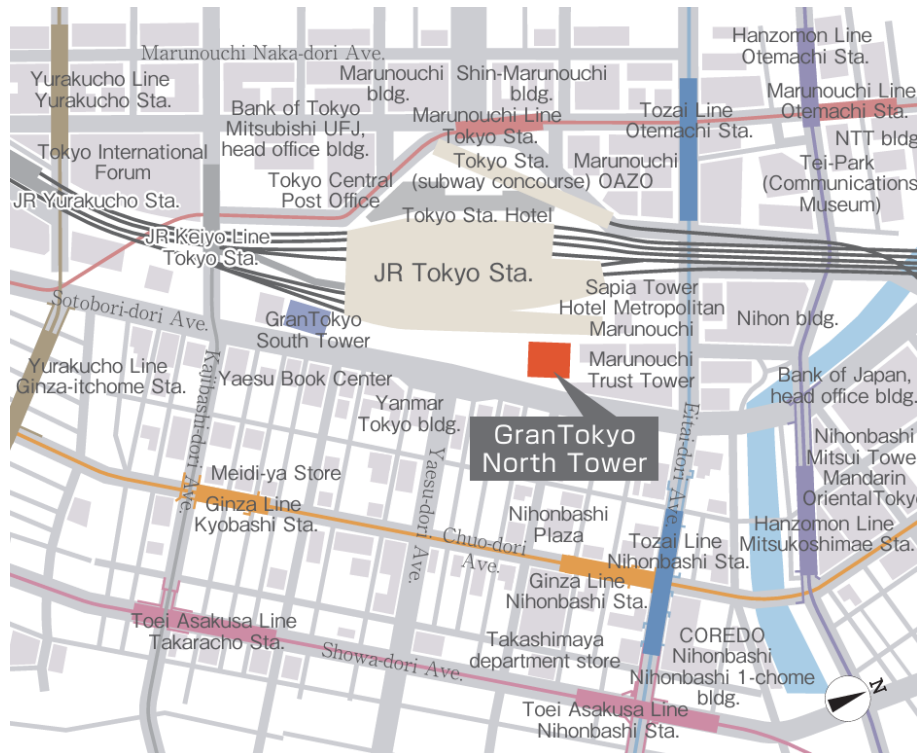 Marunouchi Naka-dori Ave.
Hanzomon Line
Otemachi Sta.
Yurakucho Line
Yurakucho Sta.
Marunouchi
bldg.
Shin-Marunouchi
bldg.
Marunouchi Line
Otemachi Sta.
Bank of Tokyo
Mitsubishi UFJ,
head office bldg.
Marunouchi Line
Tokyo Sta.
Tozai Line
Otemachi Sta.
NTT bldg
Tokyo International
Forum
Tokyo Sta.
(subway concourse)
Marunouchi
OAZO
Tei-Park
(Communications
Museum)
Tokyo Central
Post Office
JR Yurakucho Sta.
Tokyo Sta. Hotel
JR Keiyo Line
Tokyo Sta.
JR Tokyo Sta.
Sotobori-dori Ave.
Sapia Tower
Hotel Metropolitan
Marunouchi
GranTokyo
South Tower
Nihon bldg.
Yurakucho Line
Ginza-itchome Sta.
Kajibashi-dori Ave.
Yaesu Book Center
Marunouchi
Trust Tower
Bank of Japan,
head office bldg.
Yanmar
Tokyo bldg.
GranTokyo
North Tower
Eitai-dori Ave.
Nihonbashi
Mitsui Towe
Mandarin
OrientalTokyo
Yaesu-dori Ave.
Meidi-ya Store
Ginza Line
Kyobashi Sta.
Nihonbashi
Plaza
Chuo-dori
Ave.
Tozai Line
Nihonbashi Sta.
Hanzomon Line
Mitsukoshimae Sta.
Ginza Line
Nihonbashi Sta.
Toei Asakusa Line
Takaracho Sta.
Showa-dori Ave.
Takashimaya
department store
COREDO
Nihonbashi
Nihonbashi 1-chome
bldg.
N
Toei Asakusa Line
Nihonbashi Sta.